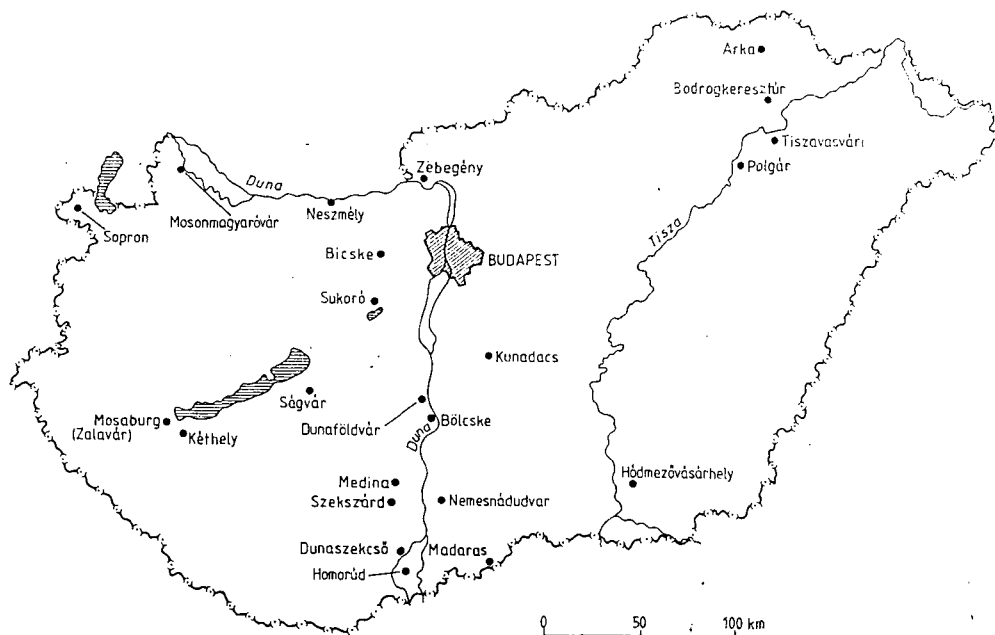 Arka
Bodrogkeresztúr
Tiszavasvári
Polgár
Zebegény
Duna
Mosonmagyaróvár
Neszmély
Sopron
Tisza
Bicske
BUDAPEST
Sukoró
Kunadacs
Ságvár
Dunaföldvár
Bölcske
Duna
Mosaburg
(Zalavár)
Kéthely
Hódmezővásárhely
Medina
Szekszárd
Nemesnádudvar
Dunaszekcső
Madaras
Homorúd
0 50 100 km